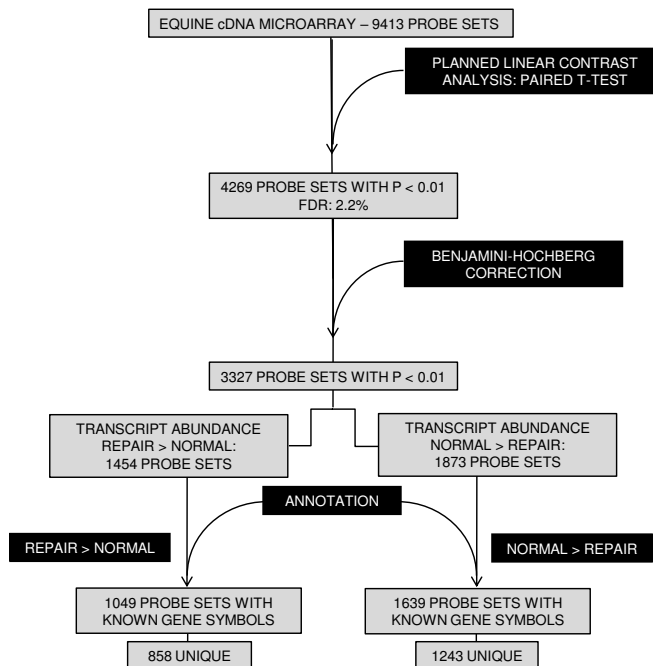 EQUINE cDNA MICROARRAY – 9413 PROBE SETS
PLANNED LINEAR CONTRAST
ANALYSIS: PAIRED T-TEST
4269 PROBE SETS WITH P < 0.01
FDR: 2.2%
BENJAMINI-HOCHBERG
CORRECTION
3327 PROBE SETS WITH P < 0.01
TRANSCRIPT ABUNDANCE
REPAIR > NORMAL:
1454 PROBE SETS
TRANSCRIPT ABUNDANCE
NORMAL > REPAIR:
1873 PROBE SETS
ANNOTATION
REPAIR > NORMAL
NORMAL > REPAIR
1049 PROBE SETS WITH
KNOWN GENE SYMBOLS
1639 PROBE SETS WITH
KNOWN GENE SYMBOLS
858 UNIQUE
1243 UNIQUE